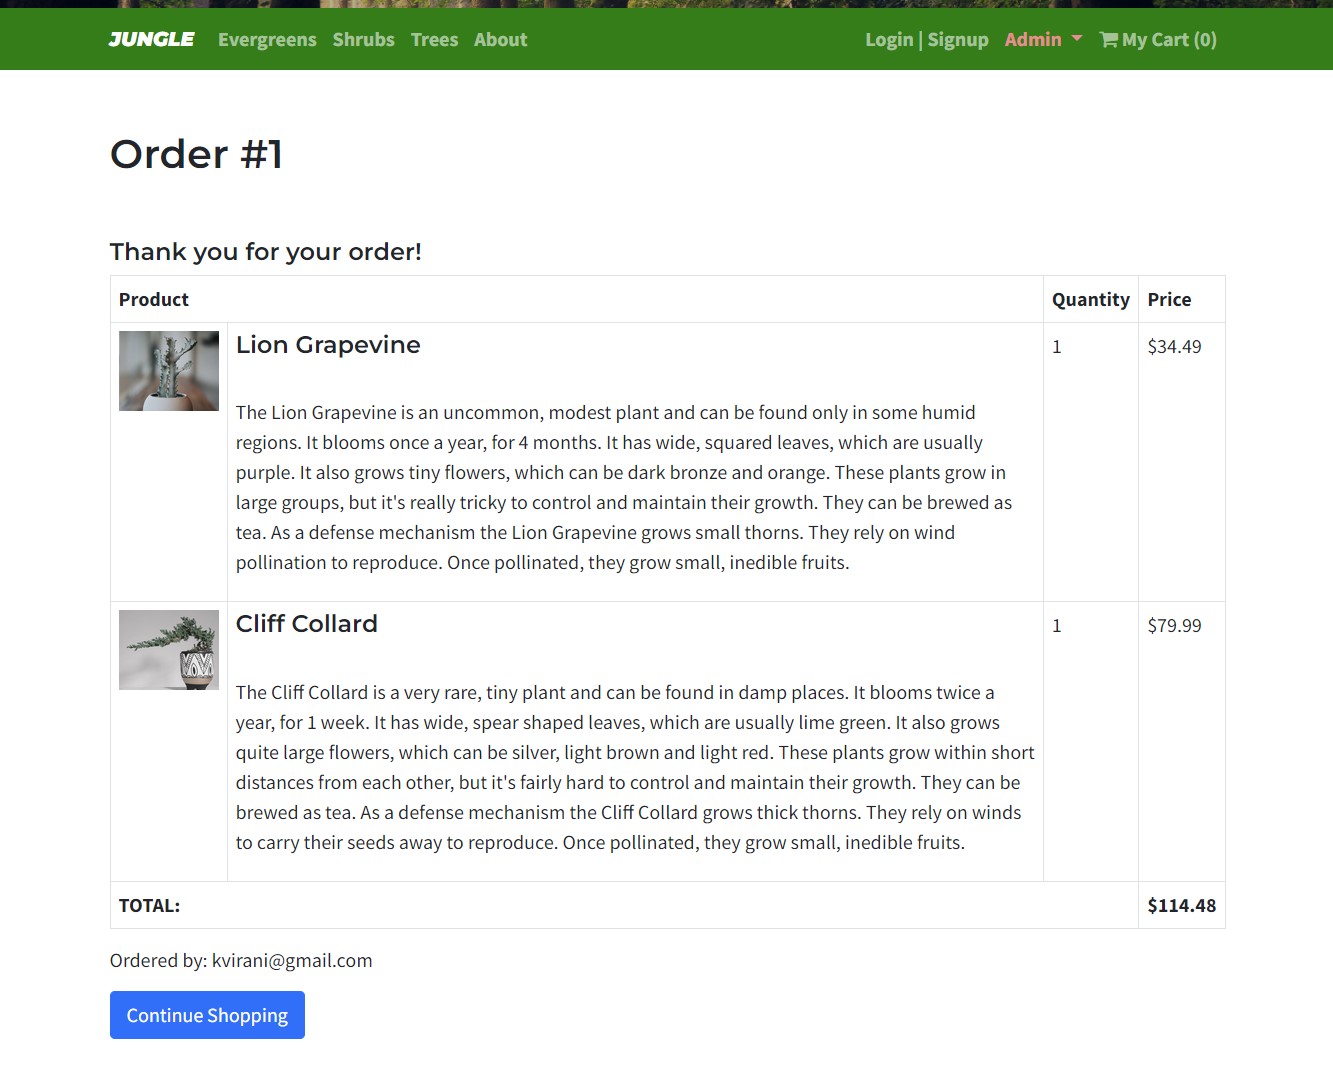 JUNGLE Evergreens Shrubs Trees About Login | Signup Admin My Cart (0)
Order #1
Thank you for your order!
Product Quantity Price
Lion Grapevine 1 $34.49
The Lion Grapevine is an uncommon, modest plant and can be found only in some humid
regions. It blooms once a year, for 4 months. It has wide, squared leaves, which are usually
purple. It also grows tiny flowers, which can be dark bronze and orange. These plants grow in
large groups, but it's really tricky to control and maintain their growth. They can be brewed as
tea. As a defense mechanism the Lion Grapevine grows small thorns. They rely on wind
pollination to reproduce. Once pollinated, they grow small, inedible fruits.
Cliff Collard 1 $79.99
The Cliff Collard is a very rare, tiny plant and can be found in damp places. It blooms twice a
year, for 1 week. It has wide, spear shaped leaves, which are usually lime green. It also grows
quite large flowers, which can be silver, light brown and light red. These plants grow within short
distances from each other, but it's fairly hard to control and maintain their growth. They can be
brewed as tea. As a defense mechanism the Cliff Collard grows thick thorns. They rely on winds
to carry their seeds away to reproduce. Once pollinated, they grow small, inedible fruits.
TOTAL: $114.48
Ordered by: kvirani@gmail.com
Continue Shopping